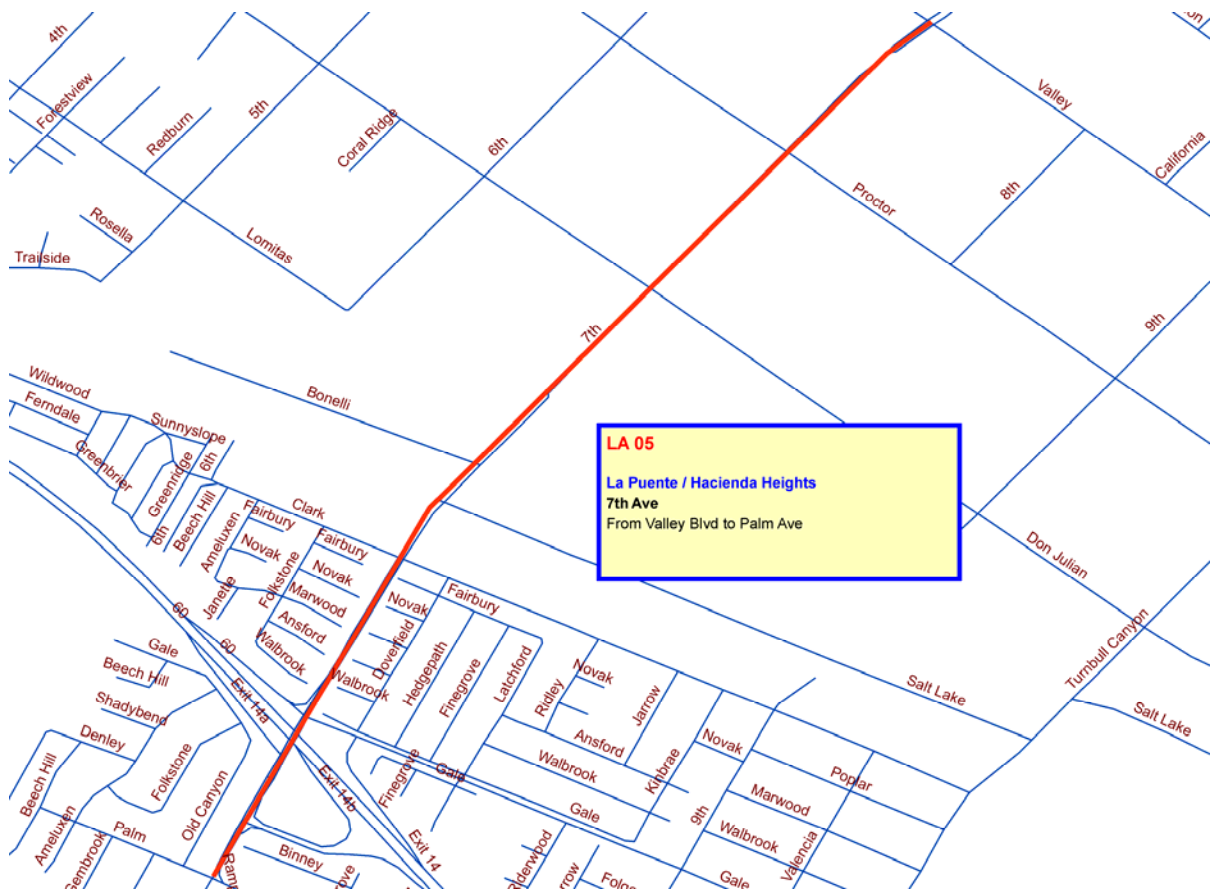 4th
Forestview
Redburn
5th
Coral Ridge
6th
Valley
California
8th
Proctor
Rosella
Trailside
Lomitas
9th
7th
Bonelli
Wildwood
Ferndale
Sunnyslope
6th
Greenbrier
Greenridge
6th
Beech Hill
Clark
Fairbury
Ameluxen
Novak
Janette
Folkstone
Fairbury
Novak
Marwood
Ansford
Walbrook
LA 05
La Puente / Hacienda Heights
7th Ave
From Valley Blvd to Palm Ave
Don Julian
Turnbull Canyon
Salt Lake
Salt Lake
Novak
Fairbury
Doverfield
Walbrook
Hedgepath
Finegrove
Latchford
Ridley
Novak
Ansford
Jarrow
Walbrook
Kinbrae
Novak
Poplar
Marwood
Walbrook
Valencia
9th
Gale
60
60
Gale
Beech Hill
Shadybend
Denley
Exit 14a
Exit 14b
Exit 14
Folkstone
Old Canyon
Beech Hill
Ameluxen
Palm
Gembrook
Binney
Finegrove
Gale
Gale